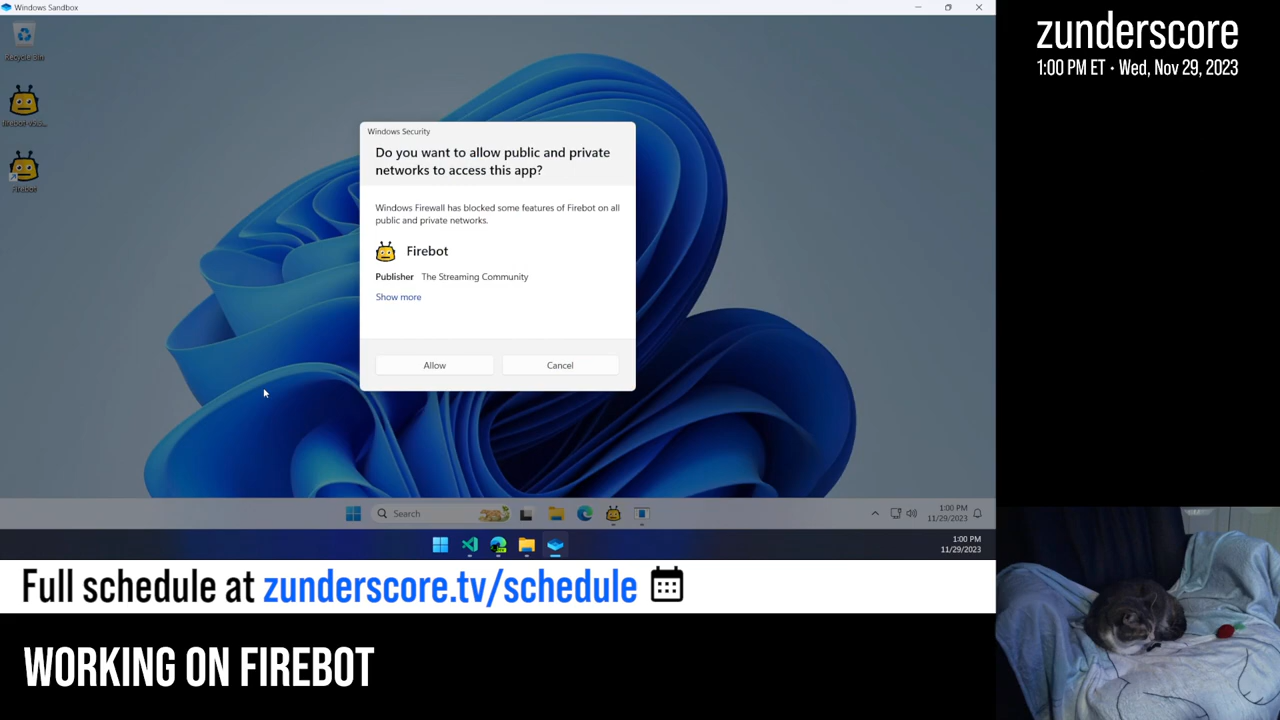 Windows Sandbox
Recycle Bin
Firebot
Windows Security
Do you want to allow public and private
networks to access this app?
Windows Firewall has blocked some features of Firebot on all
public and private networks.
Firebot
Publisher The Streaming Community
Show more
Allow
Cancel
Search
1:00 PM
11/29/2023
1:00 PM
11/29/2023
zunderscore
1:00 PM ET • Wed, Nov 29, 2023
Full schedule at zunderscore.tv/schedule
WORKING ON FIREBOT